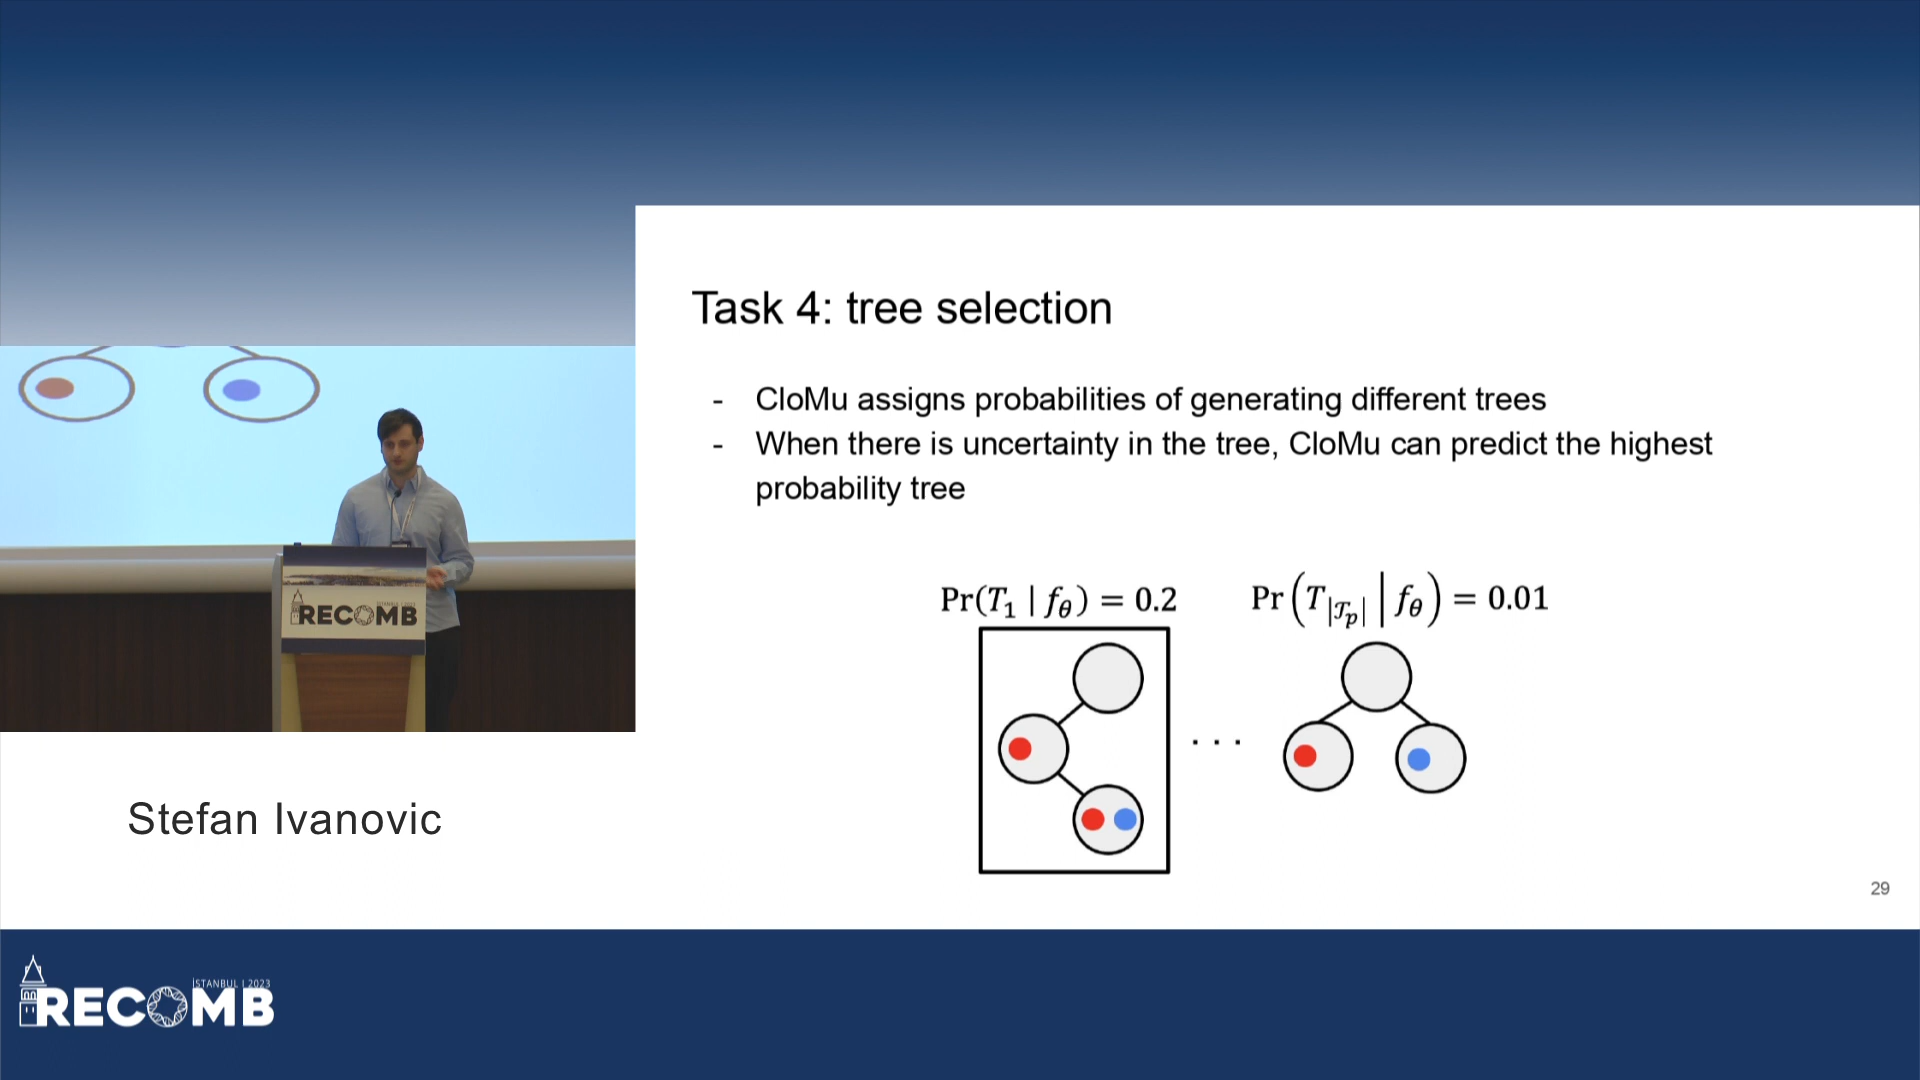 Task 4: tree selection
- CloMu assigns probabilities of generating different trees
- When there is uncertainty in the tree, CloMu can predict the highest
probability tree
Pr(T₁ | f_θ) = 0.2
Pr(T_{|𝒯_p|} | f_θ) = 0.01
. . .
RECOMB
Stefan Ivanovic
29
İSTANBUL | 2023
RECOMB